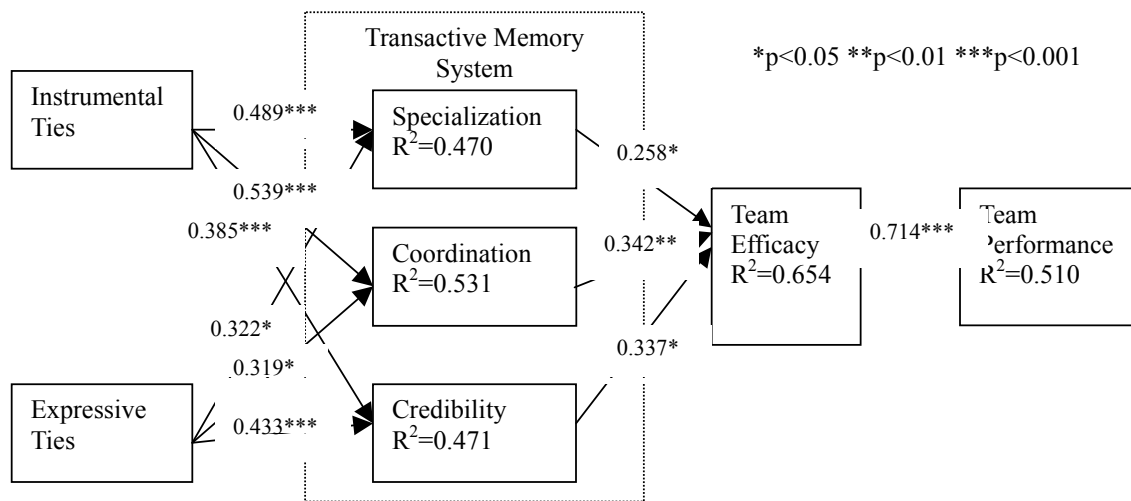 Transactive Memory
System
*p<0.05 **p<0.01 ***p<0.001
Instrumental
Ties
0.489***
0.539***
0.385***
0.322*
0.319*
0.433***
Expressive
Ties
Specialization
R²=0.470
Coordination
R²=0.531
Credibility
R²=0.471
0.258*
0.342**
0.337*
Team
Efficacy
R²=0.654
0.714***
Team
Performance
R²=0.510